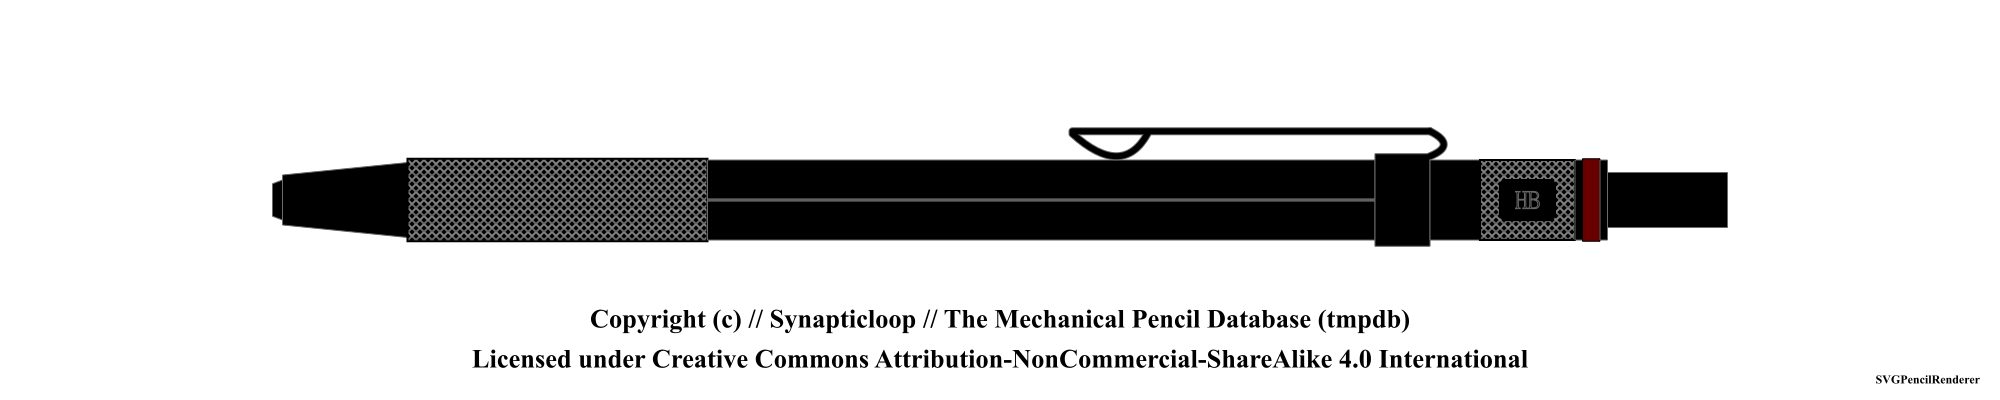 HB
Copyright (c) // Synapticloop // The Mechanical Pencil Database (tmpdb)
Licensed under Creative Commons Attribution-NonCommercial-ShareAlike 4.0 International
SVGPencilRenderer